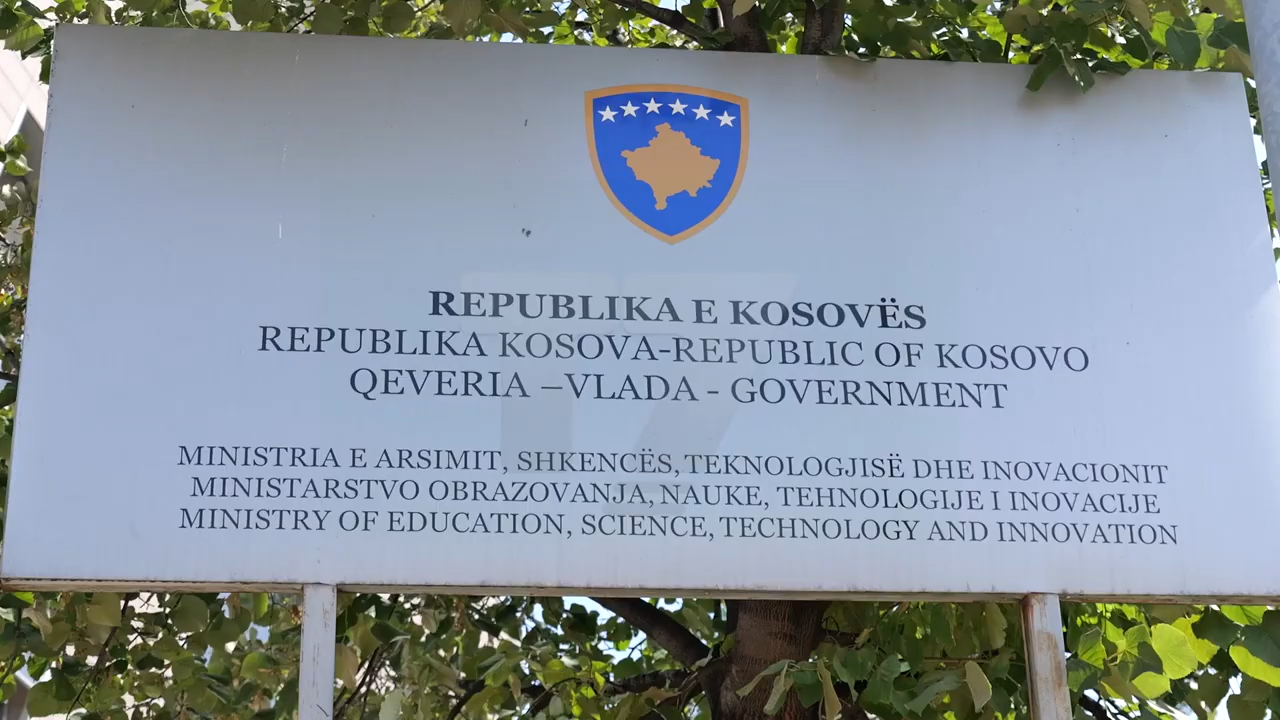 REPUBLIKA E KOSOVËS
REPUBLIKA KOSOVA-REPUBLIC OF KOSOVO
QEVERIA –VLADA - GOVERNMENT
MINISTRIA E ARSIMIT, SHKENCËS, TEKNOLOGJISË DHE INOVACIONIT
MINISTARSTVO OBRAZOVANJA, NAUKE, TEHNOLOGIJE I INOVACIJE
MINISTRY OF EDUCATION, SCIENCE, TECHNOLOGY AND INNOVATION